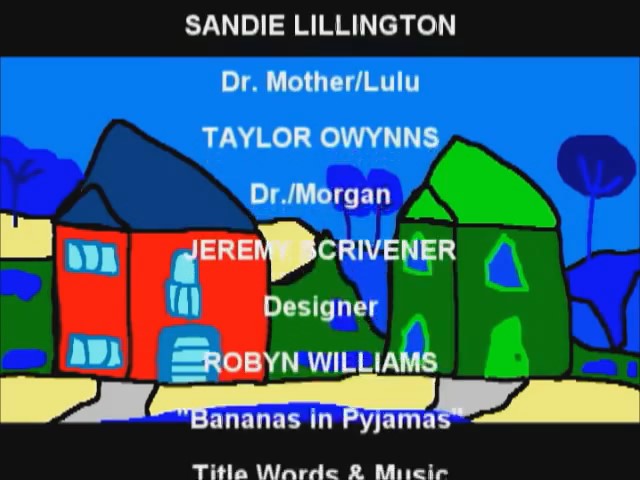 SANDIE LILLINGTON
Dr. Mother/Lulu
TAYLOR OWYNNS
Dr./Morgan
JEREMY SCRIVENER
Designer
ROBYN WILLIAMS
"Bananas in Pyjamas"
Title Words & Music